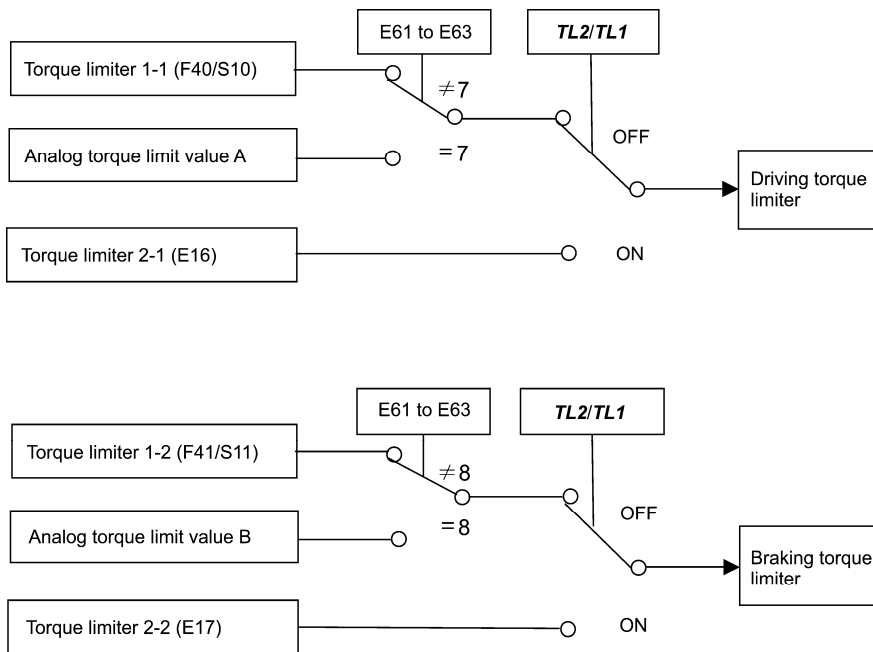 E61 to E63
TL2/TL1
Torque limiter 1-1 (F40/S10)
≠7
OFF
=7
Analog torque limit value A
Driving torque
limiter
Torque limiter 2-1 (E16)
ON
E61 to E63
TL2/TL1
Torque limiter 1-2 (F41/S11)
≠8
OFF
=8
Analog torque limit value B
Braking torque
limiter
Torque limiter 2-2 (E17)
ON